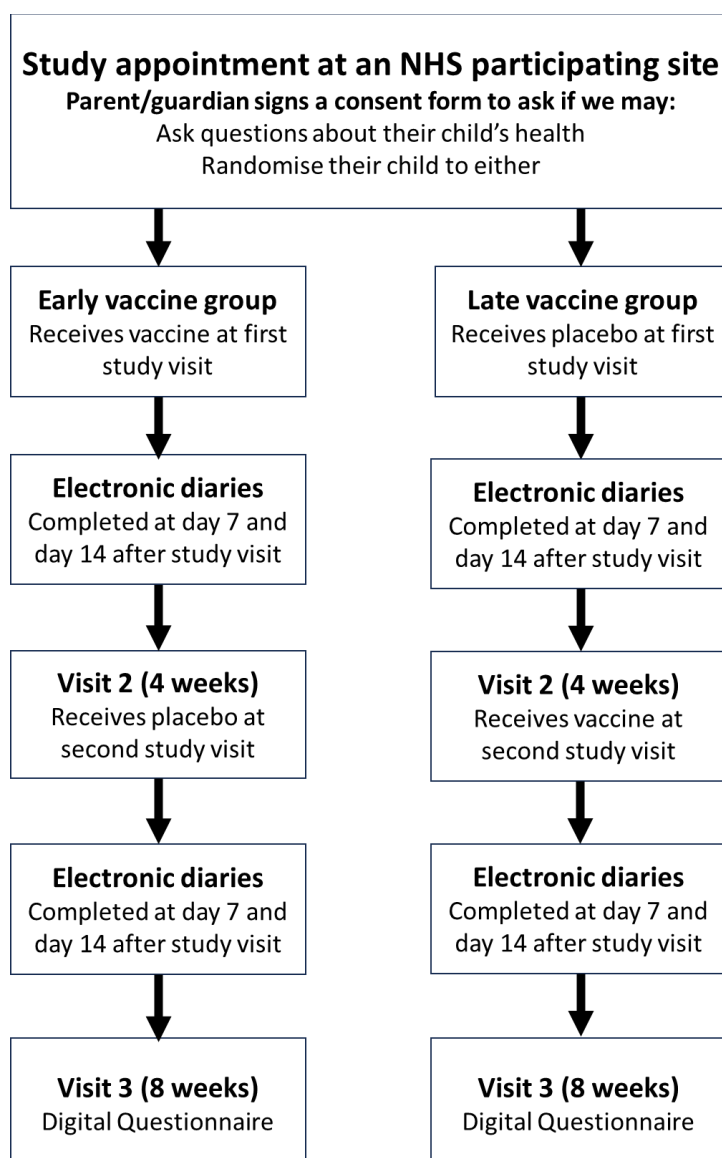 Study appointment at an NHS participating site
Parent/guardian signs a consent form to ask if we may:
Ask questions about their child's health
Randomise their child to either
Early vaccine group
Receives vaccine at first
study visit
Late vaccine group
Receives placebo at first
study visit
Electronic diaries
Completed at day 7 and
day 14 after study visit
Electronic diaries
Completed at day 7 and
day 14 after study visit
Visit 2 (4 weeks)
Receives placebo at
second study visit
Visit 2 (4 weeks)
Receives vaccine at
second study visit
Electronic diaries
Completed at day 7 and
day 14 after study visit
Electronic diaries
Completed at day 7 and
day 14 after study visit
Visit 3 (8 weeks)
Digital Questionnaire
Visit 3 (8 weeks)
Digital Questionnaire